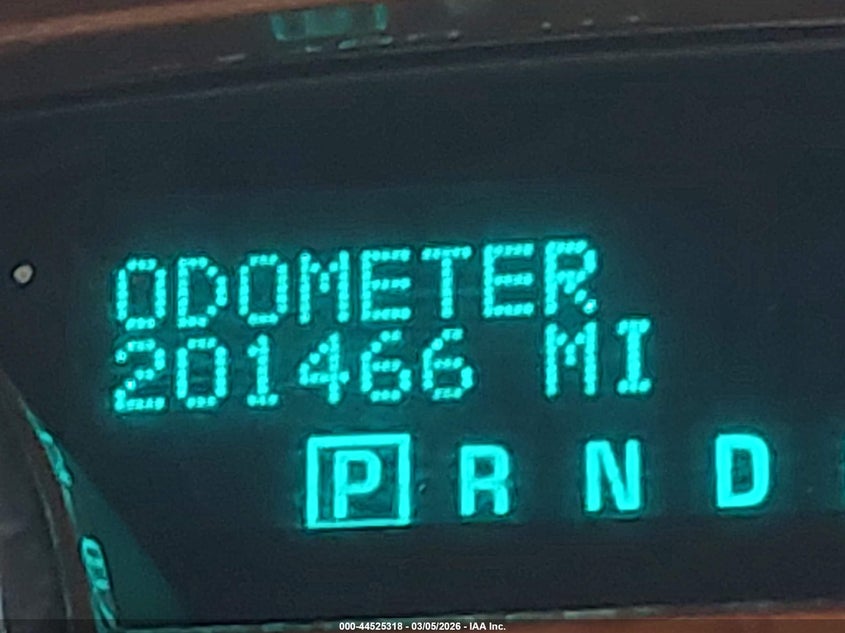 ODOMETER
201466 MI
P R N D
000-44525318 - 03/05/2026 - IAA Inc.